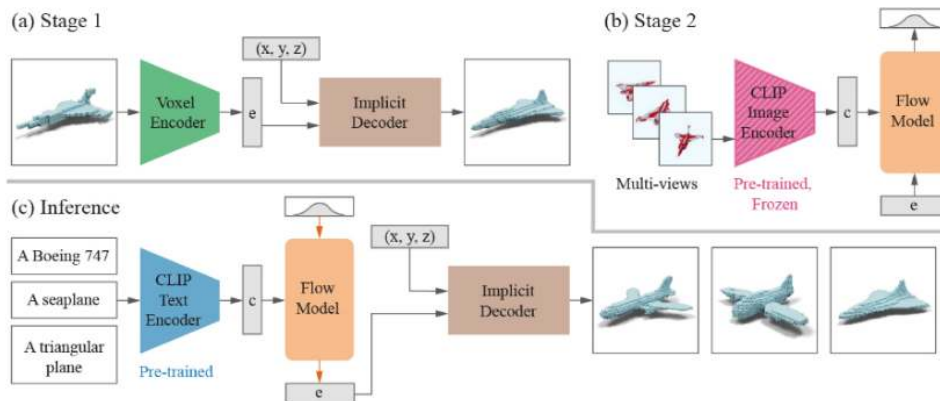 (a) Stage 1
(x, y, z)
Voxel
Encoder
e
Implicit
Decoder
(b) Stage 2
CLIP
Image
Encoder
c
Flow
Model
e
Multi-views
Pre-trained,
Frozen
(c) Inference
A Boeing 747
A seaplane
A triangular
plane
CLIP
Text
Encoder
Pre-trained
c
Flow
Model
e
(x, y, z)
Implicit
Decoder